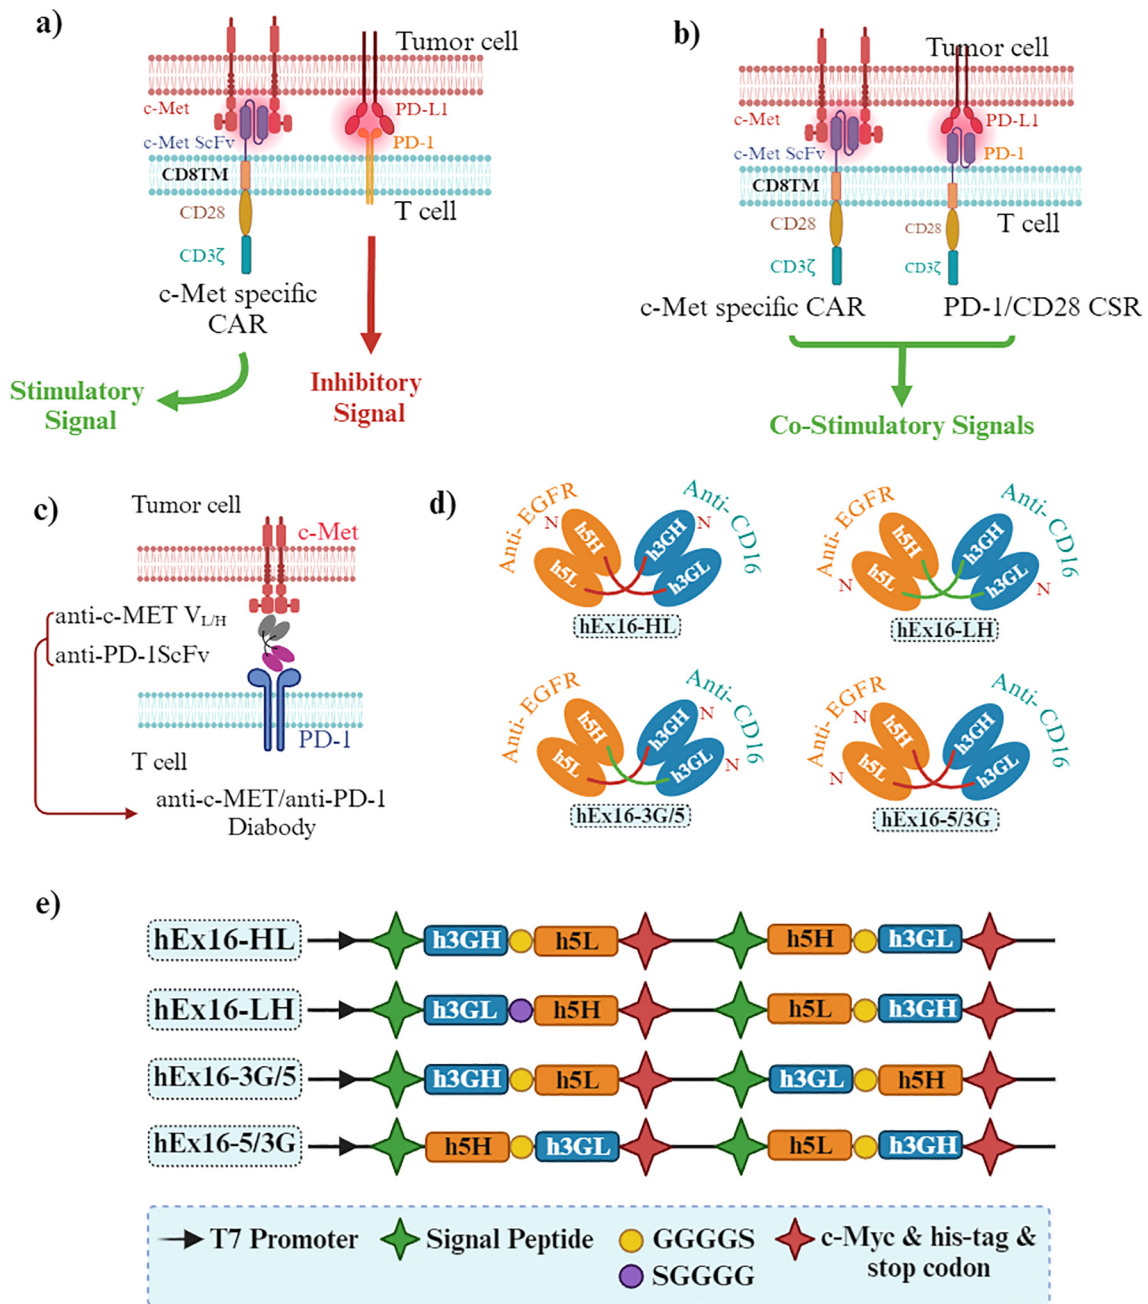 a)
Tumor cell
c-Met
PD-L1
c-Met ScFv
PD-1
CD8TM
T cell
CD28
CD3ζ
c-Met specific
CAR
Stimulatory
Signal
Inhibitory
Signal
b)
Tumor cell
c-Met
PD-L1
c-Met ScFv
PD-1
CD8TM
T cell
CD28
CD28
CD3ζ
CD3ζ
c-Met specific CAR
PD-1/CD28 CSR
Co-Stimulatory Signals
c)
Tumor cell
c-Met
anti-c-MET VL/H
anti-PD-1ScFv
PD-1
T cell
anti-c-MET/anti-PD-1
Diabody
d)
Anti-EGFR
Anti-CD16
N
N
h5H
h3GH
h5L
h3GL
hEx16-HL
Anti-EGFR
Anti-CD16
h5H
h3GH
N
h5L
h3GL
N
hEx16-LH
Anti-EGFR
Anti-CD16
h5H
h3GH
N
h5L
h3GL
N
hEx16-3G/5
Anti-EGFR
Anti-CD16
N
h5H
h3GH
N
h5L
h3GL
hEx16-5/3G
e)
hEx16-HL
h3GH
h5L
h5H
h3GL
hEx16-LH
h3GL
h5H
h5L
h3GH
hEx16-3G/5
h3GH
h5L
h3GL
h5H
hEx16-5/3G
h5H
h3GL
h5L
h3GH
T7 Promoter
Signal Peptide
GGGGS
SGGGG
c-Myc & his-tag &
stop codon